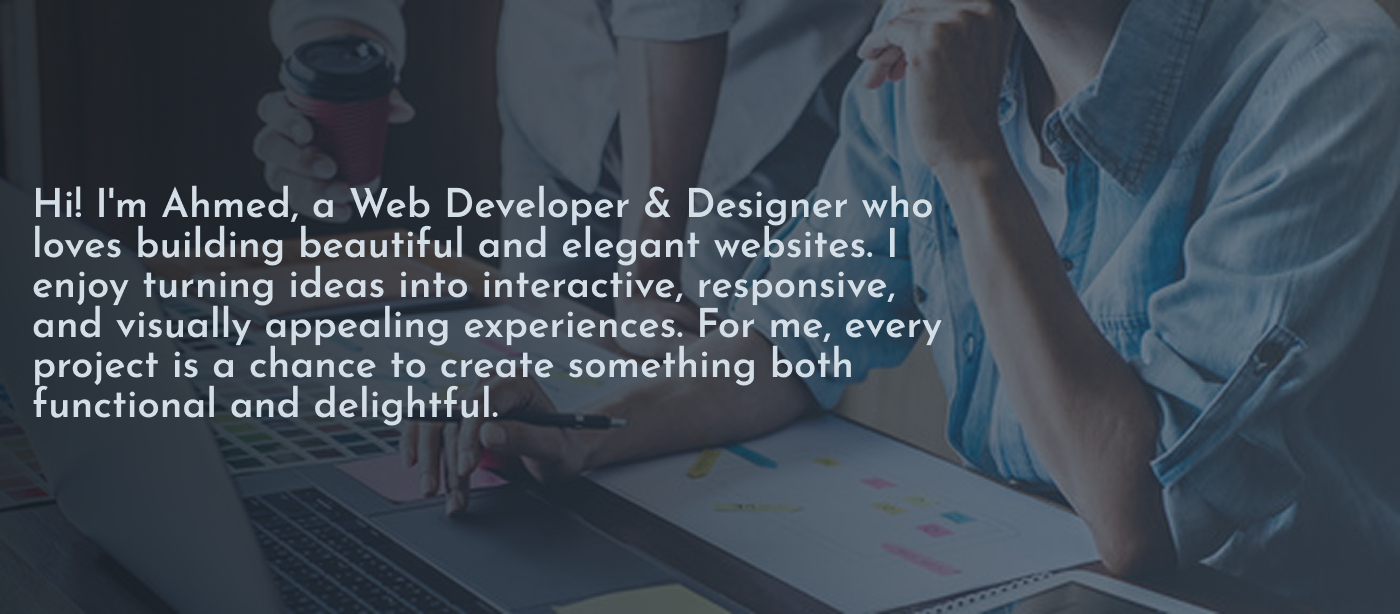 Hi! I'm Ahmed, a Web Developer & Designer who
loves building beautiful and elegant websites. I
enjoy turning ideas into interactive, responsive,
and visually appealing experiences. For me, every
project is a chance to create something both
functional and delightful.